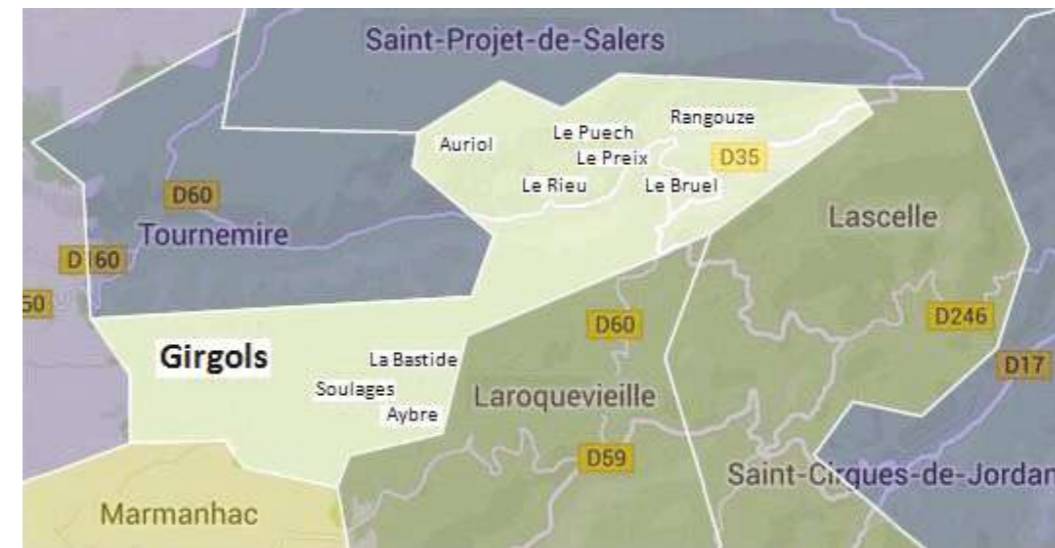 Saint-Projet-de-Salers
Rangouze
Le Puech
Auriol
Le Preix
D35
Le Rieu
Le Bruel
D60
Lascelle
Tournemire
D160
50
D60
D246
Girgols
La Bastide
D17
Soulages
Laroquevieille
Aybre
D59
Saint-Cirques-de-Jordan
Marmanhac